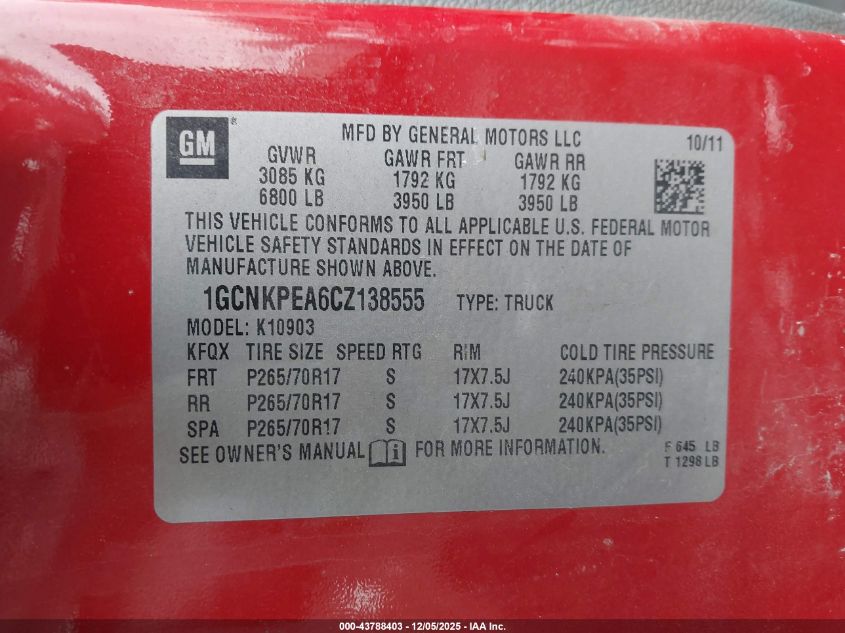 GM ®
MFD BY GENERAL MOTORS LLC 10/11
GVWR GAWR FRT GAWR RR
3085 KG 1792 KG 1792 KG
6800 LB 3950 LB 3950 LB
THIS VEHICLE CONFORMS TO ALL APPLICABLE U.S. FEDERAL MOTOR
VEHICLE SAFETY STANDARDS IN EFFECT ON THE DATE OF
MANUFACTURE SHOWN ABOVE.
1GCNKPEA6CZ138555 TYPE: TRUCK
MODEL: K10903
KFQX TIRE SIZE SPEED RTG RIM COLD TIRE PRESSURE
FRT P265/70R17 S 17X7.5J 240KPA(35PSI)
RR P265/70R17 S 17X7.5J 240KPA(35PSI)
SPA P265/70R17 S 17X7.5J 240KPA(35PSI)
SEE OWNER'S MANUAL i FOR MORE INFORMATION.
F 645 LB
T 1298 LB
000-43788403 - 12/05/2025 - IAA Inc.